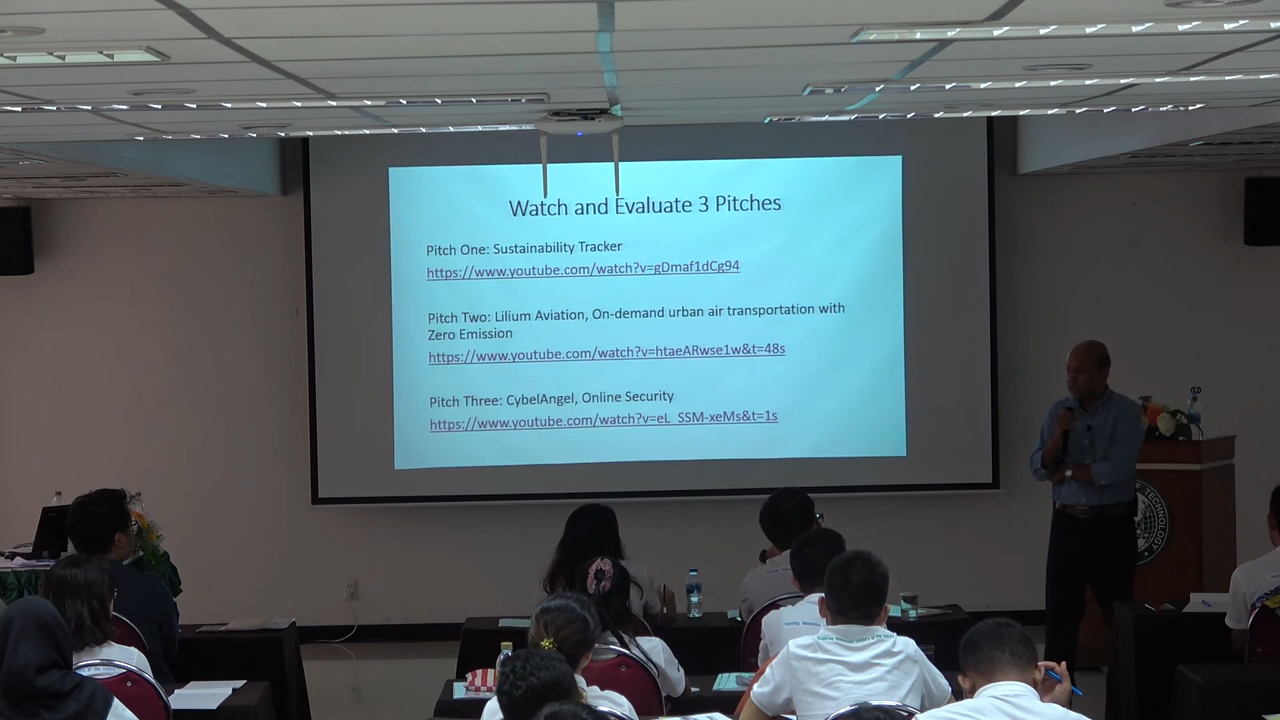 Watch and Evaluate 3 Pitches
Pitch One: Sustainability Tracker
https://www.youtube.com/watch?v=gDmaf1dCg94
Pitch Two: Lilium Aviation, On-demand urban air transportation with
Zero Emission
https://www.youtube.com/watch?v=htaeARwse1w&t=48s
Pitch Three: CybelAngel, Online Security
https://www.youtube.com/watch?v=eL_SSM-xeMs&t=1s
TECHNOLOGY